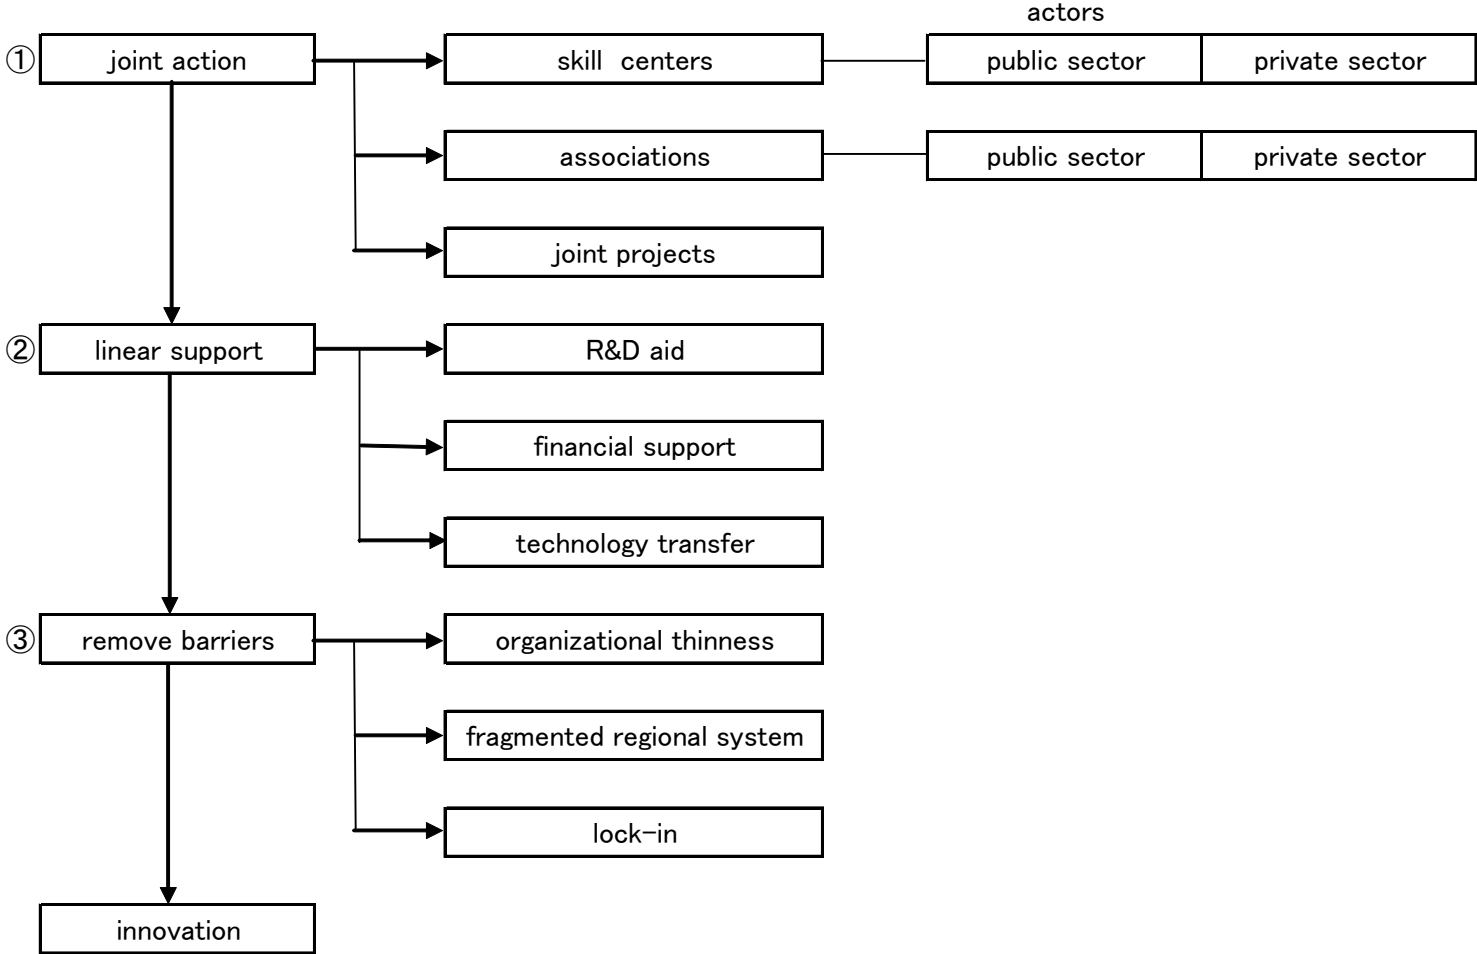 actors
① joint action skill centers public sector private sector
associations public sector private sector
joint projects
② linear support R&D aid
financial support
technology transfer
③ remove barriers organizational thinness
fragmented regional system
lock-in
innovation